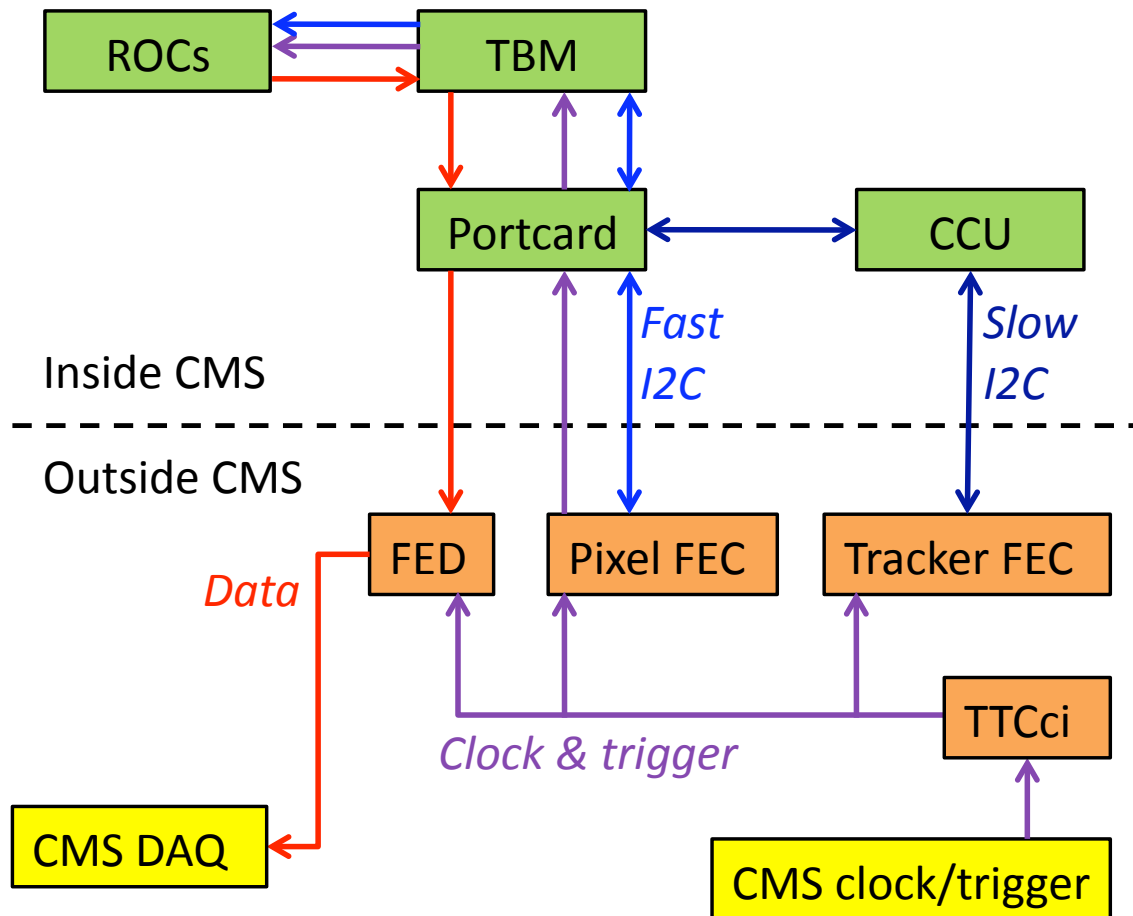 ROCs
TBM
Portcard
CCU
Fast
I2C
Slow
I2C
Inside CMS
Outside CMS
FED
Pixel FEC
Tracker FEC
Data
TTCci
Clock & trigger
CMS DAQ
CMS clock/trigger